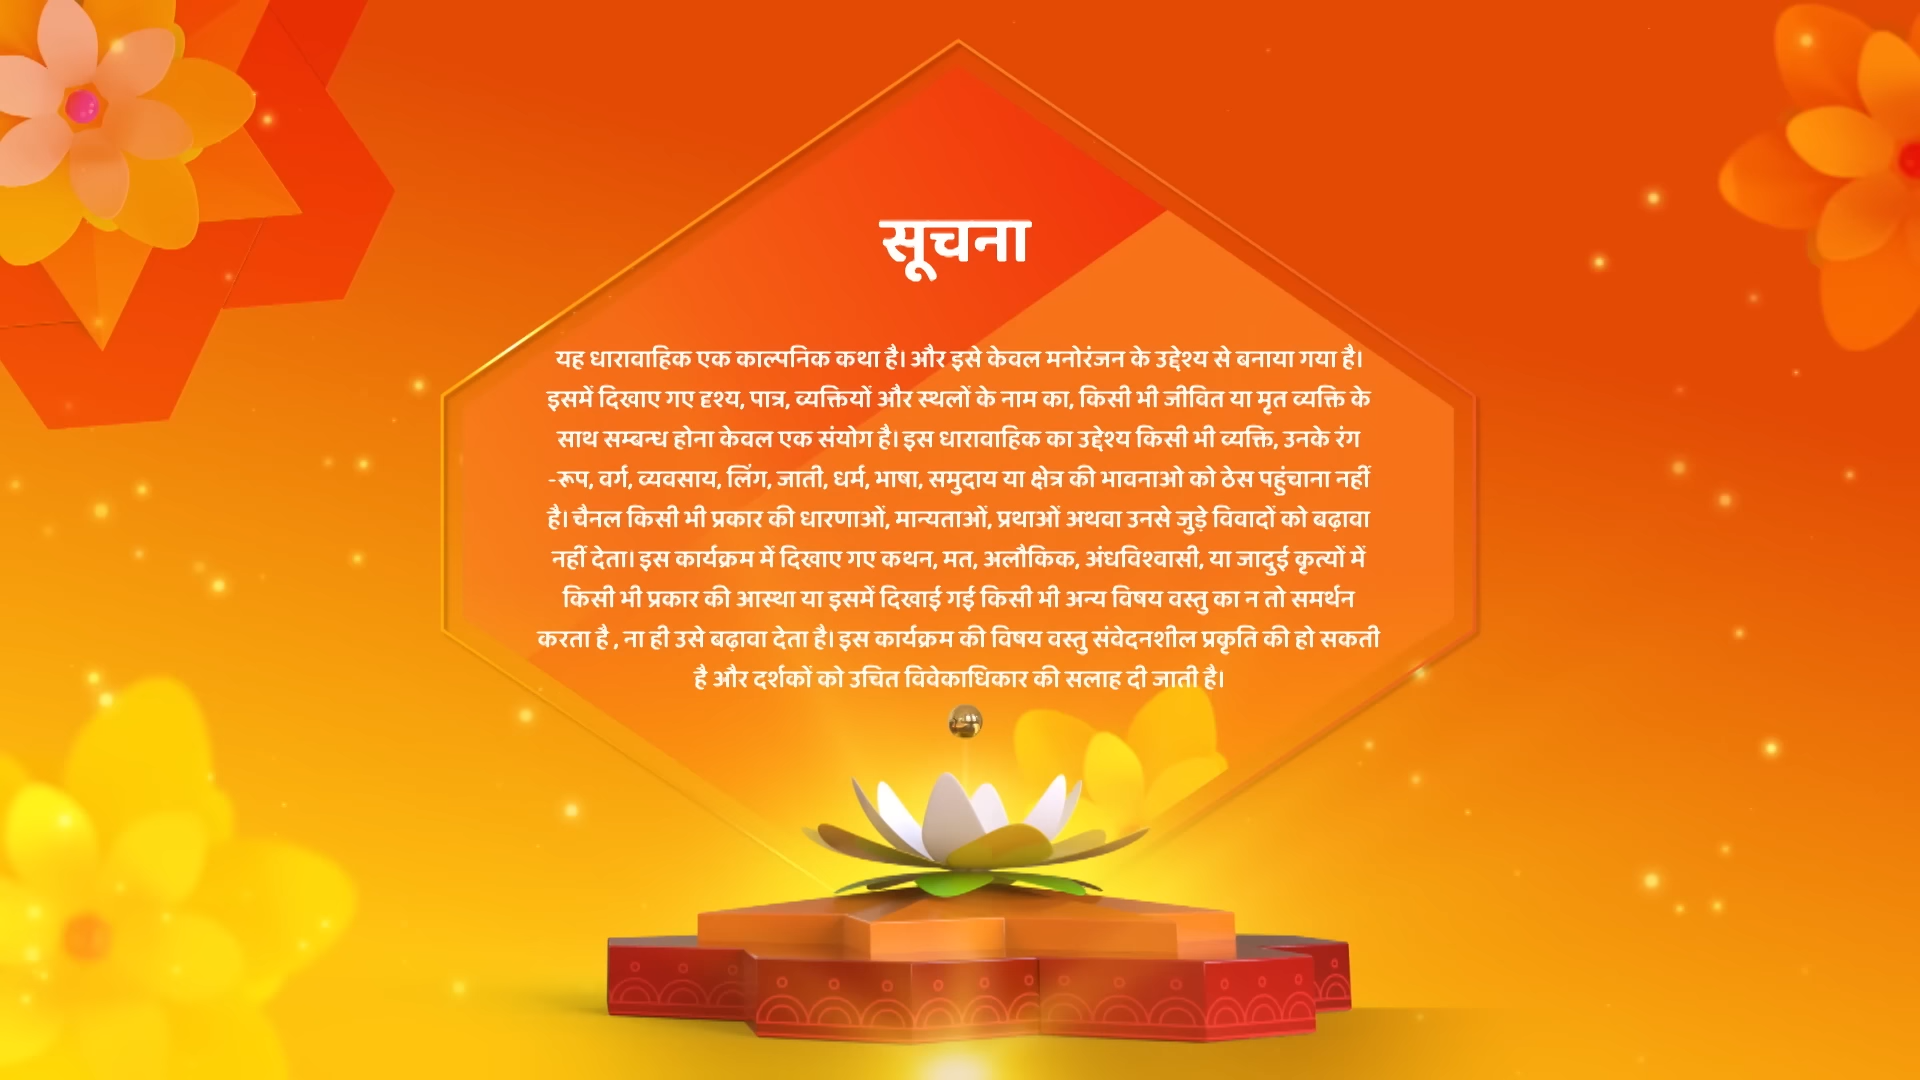 सूचना
यह धारावाहिक एक काल्पनिक कथा है। और इसे केवल मनोरंजन के उद्देश्य से बनाया गया है।
इसमें दिखाए गए दृश्य, पात्र, व्यक्तियों और स्थलों के नाम का, किसी भी जीवित या मृत व्यक्ति के
साथ सम्बन्ध होना केवल एक संयोग है। इस धारावाहिक का उद्देश्य किसी भी व्यक्ति, उनके रंग
-रूप, वर्ग, व्यवसाय, लिंग, जाती, धर्म, भाषा, समुदाय या क्षेत्र की भावनाओ को ठेस पहुंचाना नहीं
है। चैनल किसी भी प्रकार की धारणाओं, मान्यताओं, प्रथाओं अथवा उनसे जुड़े विवादों को बढ़ावा
नहीं देता। इस कार्यक्रम में दिखाए गए कथन, मत, अलौकिक, अंधविश्वासी, या जादुई कृत्यों में
किसी भी प्रकार की आस्था या इसमें दिखाई गई किसी भी अन्य विषय वस्तु का न तो समर्थन
करता है , ना ही उसे बढ़ावा देता है। इस कार्यक्रम की विषय वस्तु संवेदनशील प्रकृति की हो सकती
है और दर्शकों को उचित विवेकाधिकार की सलाह दी जाती है।